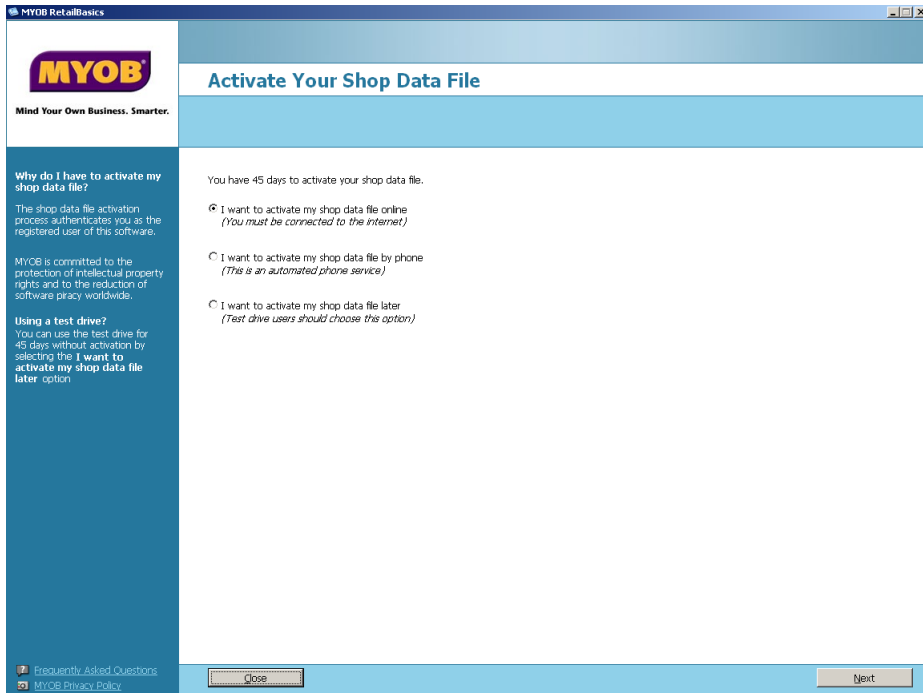 MYOB RetailBasics
MYOB
Mind Your Own Business. Smarter.
Activate Your Shop Data File
Why do I have to activate my
shop data file?
The shop data file activation
process authenticates you as the
registered user of this software.
MYOB is committed to the
protection of intellectual property
rights and to the reduction of
software piracy worldwide.
Using a test drive?
You can use the test drive for
45 days without activation by
selecting the I want to
activate my shop data file
later option
Frequently Asked Questions
MYOB Privacy Policy
You have 45 days to activate your shop data file.
I want to activate my shop data file online
(You must be connected to the internet)
I want to activate my shop data file by phone
(This is an automated phone service)
I want to activate my shop data file later
(Test drive users should choose this option)
Close
Next